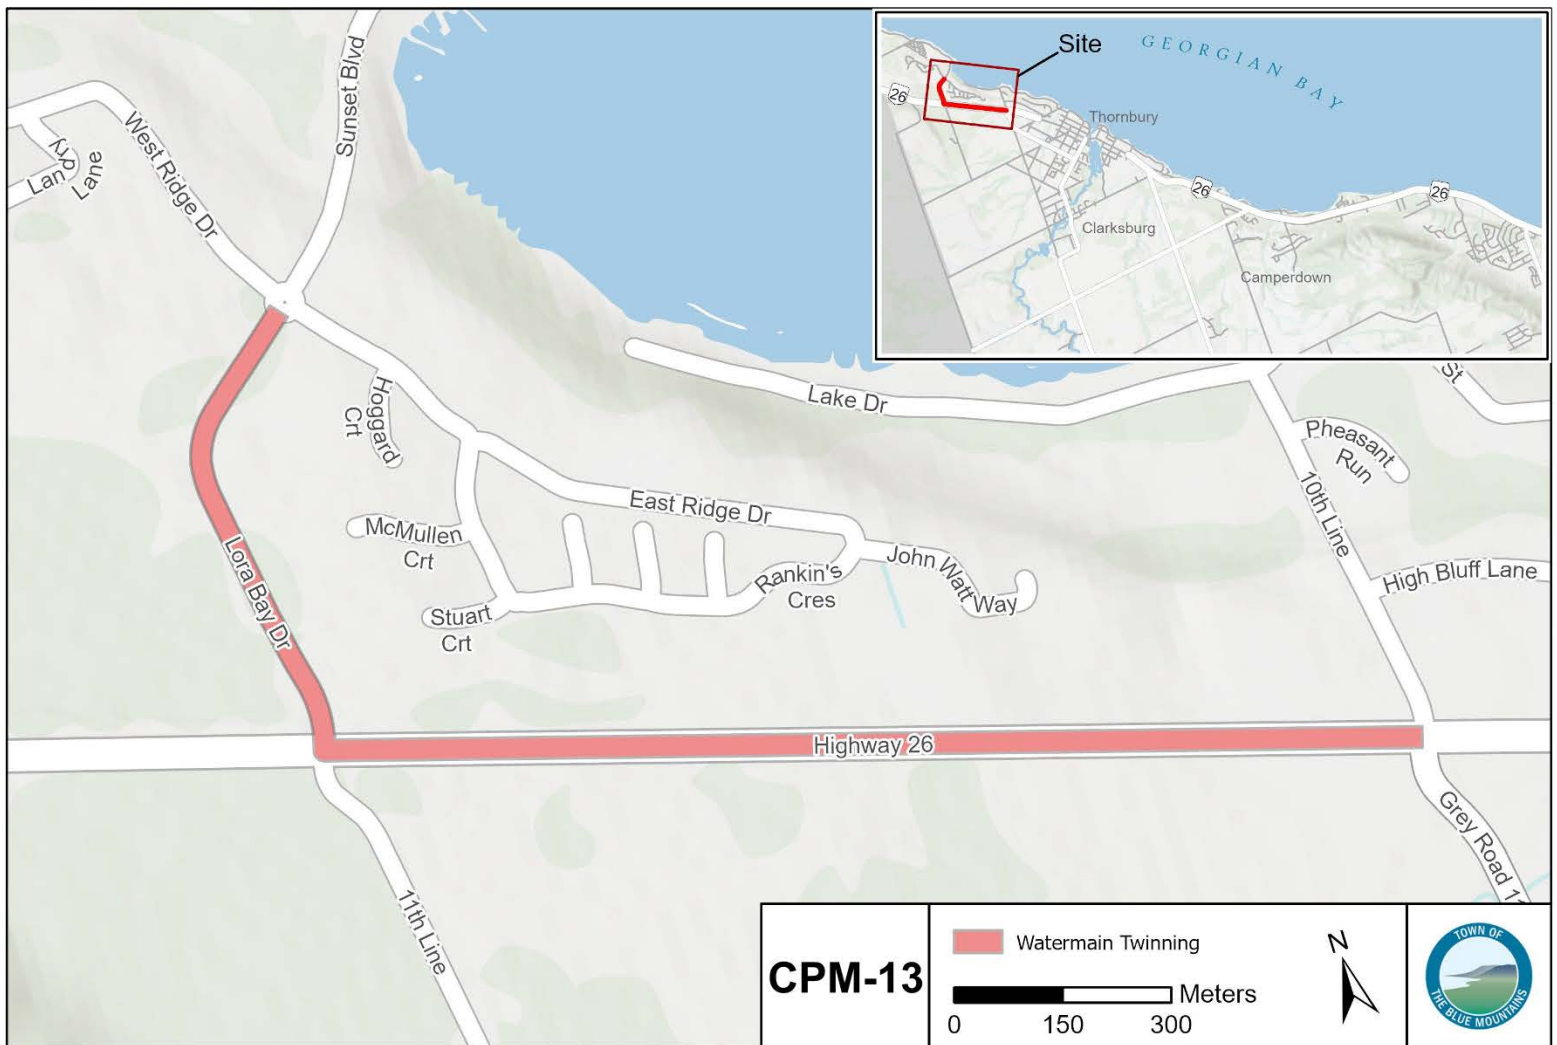 Sunset Blvd
West Ridge Dr
Lane
Hoggard
Crt
McMullen
Crt
Stuart
Crt
East Ridge Dr
Rankin's
Cres
John Watt Way
Lake Dr
Pheasant
Run
10th Line
High Bluff Lane
St
Lora Bay Dr
Highway 26
11th Line
Grey Road
Site
GEORGIAN BAY
26
Thornbury
26
26
Clarksburg
Camperdown
CPM-13
Watermain Twinning
Meters
0 150 300
N
TOWN OF
THE BLUE MOUNTAINS